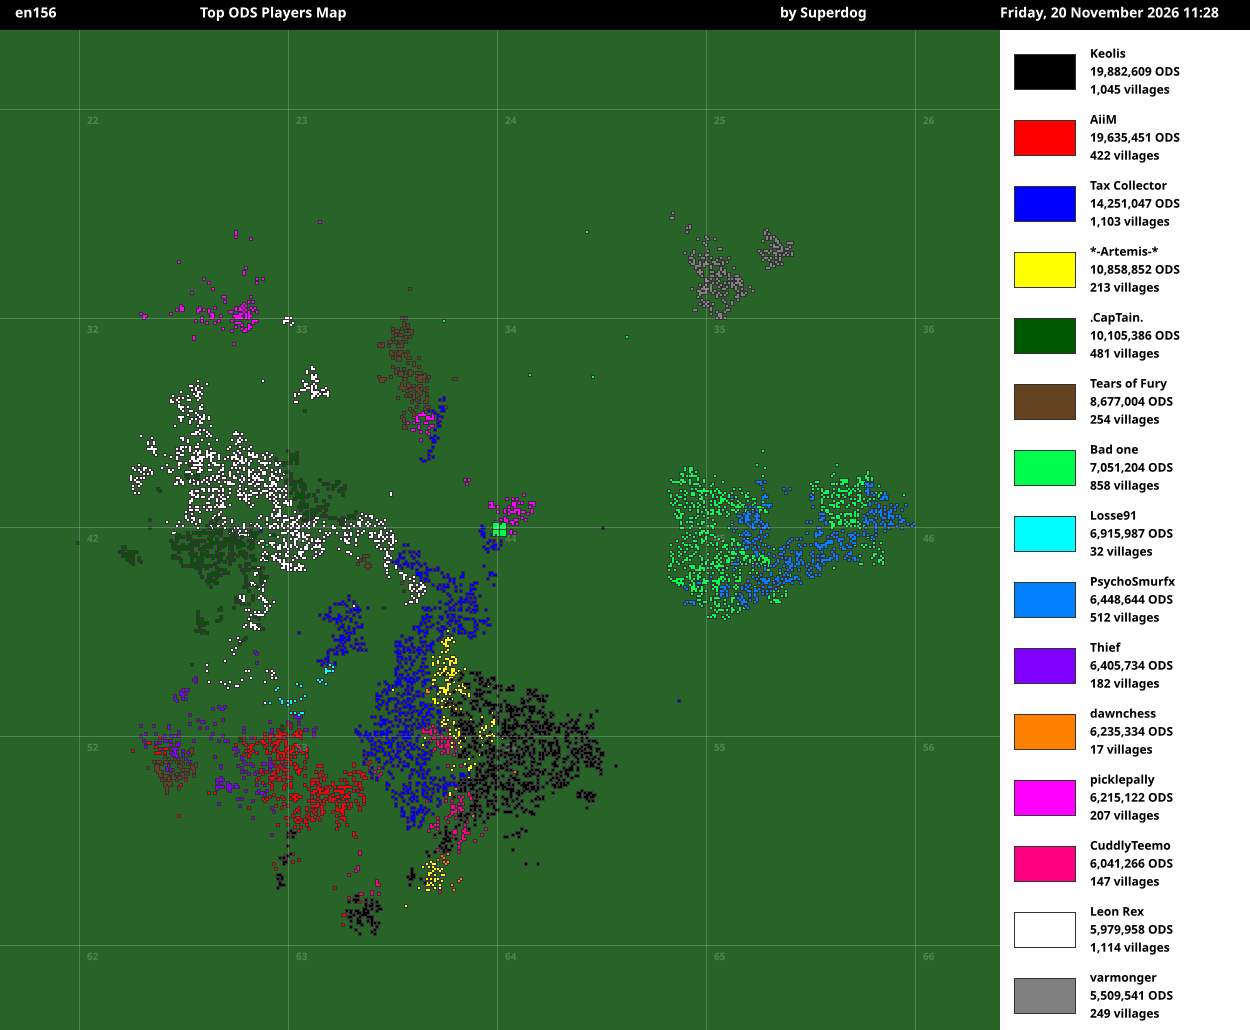 en156 Top ODS Players Map by Superdog Friday, 20 November 2026 11:28
Keolis
19,882,609 ODS
1,045 villages
AiiM
19,635,451 ODS
422 villages
Tax Collector
14,251,047 ODS
1,103 villages
*-Artemis-*
10,858,852 ODS
213 villages
.CapTain.
10,105,386 ODS
481 villages
Tears of Fury
8,677,004 ODS
254 villages
Bad one
7,051,204 ODS
858 villages
Losse91
6,915,987 ODS
32 villages
PsychoSmurfx
6,448,644 ODS
512 villages
Thief
6,405,734 ODS
182 villages
dawnchess
6,235,334 ODS
17 villages
picklepally
6,215,122 ODS
207 villages
CuddlyTeemo
6,041,266 ODS
147 villages
Leon Rex
5,979,958 ODS
1,114 villages
varmonger
5,509,541 ODS
249 villages
22 23 24 25 26
32 33 34 35 36
42 44 46
52 53 55 56
62 63 64 65 66